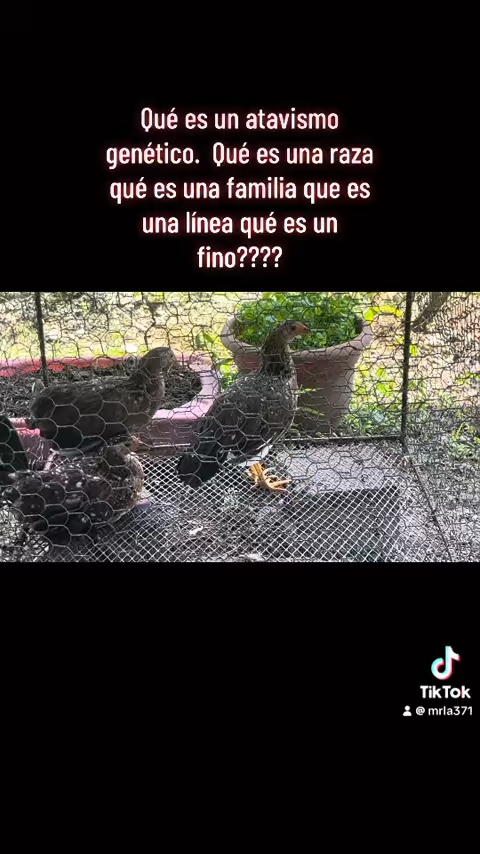 Qué es un atavismo
genético.  Qué es una raza
qué es una familia que es
una línea qué es un
fino????
TikTok
@ mrla371